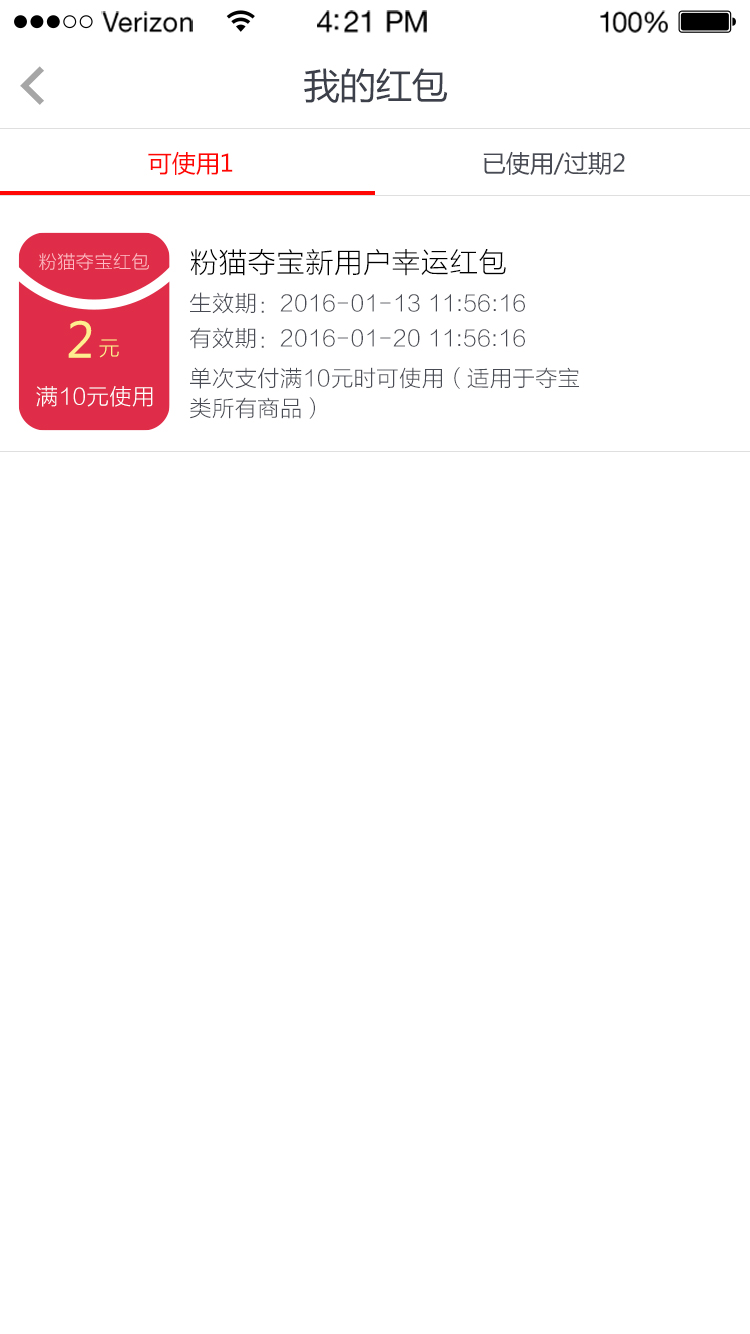 Verizon 4:21 PM 100%
我的红包
可使用1 已使用/过期2
粉猫夺宝红包
2元
满10元使用
粉猫夺宝新用户幸运红包
生效期：2016-01-13 11:56:16
有效期：2016-01-20 11:56:16
单次支付满10元时可使用（适用于夺宝
类所有商品）